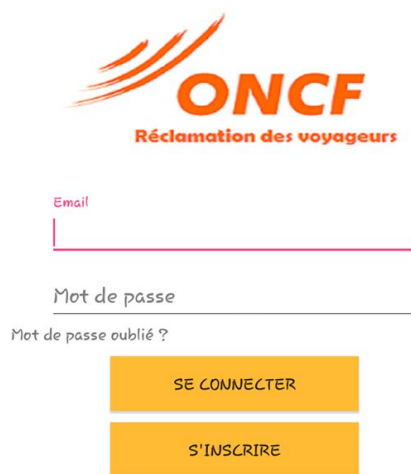 ONCF
Réclamation des voyageurs
Email
Mot de passe
Mot de passe oublié ?
SE CONNECTER
S'INSCRIRE